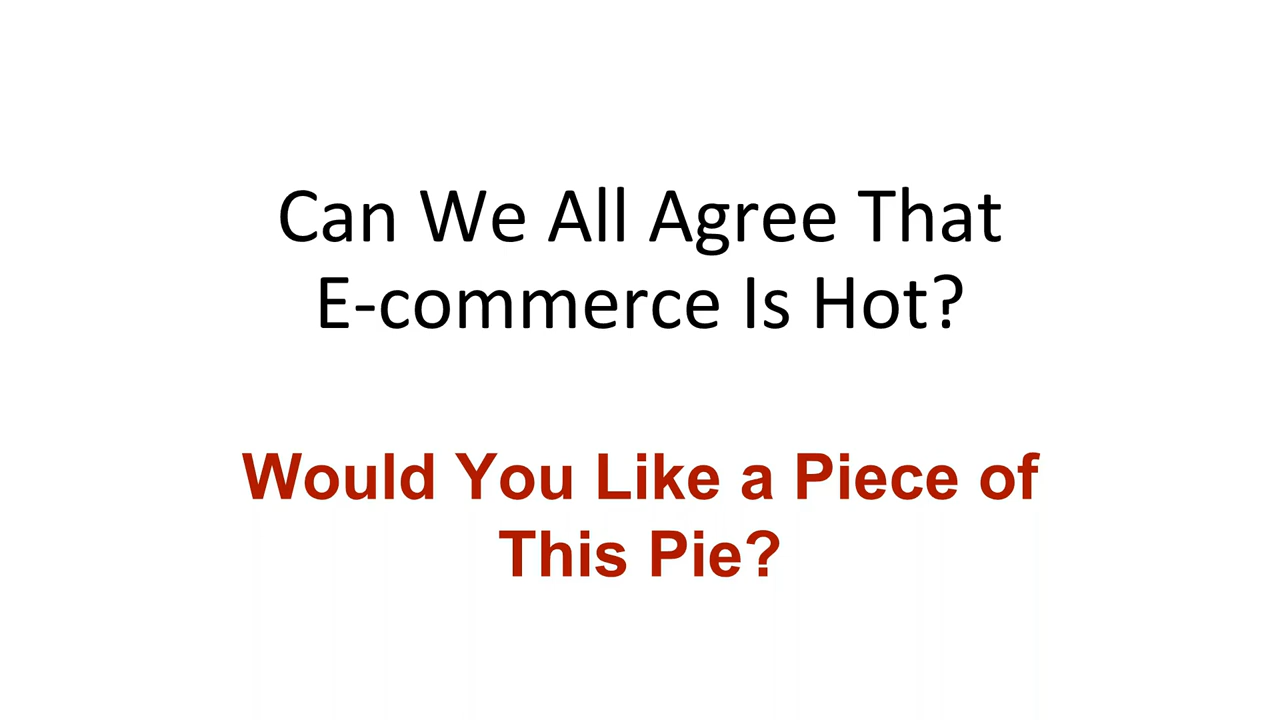 Can We All Agree That
E-commerce Is Hot?
Would You Like a Piece of
This Pie?